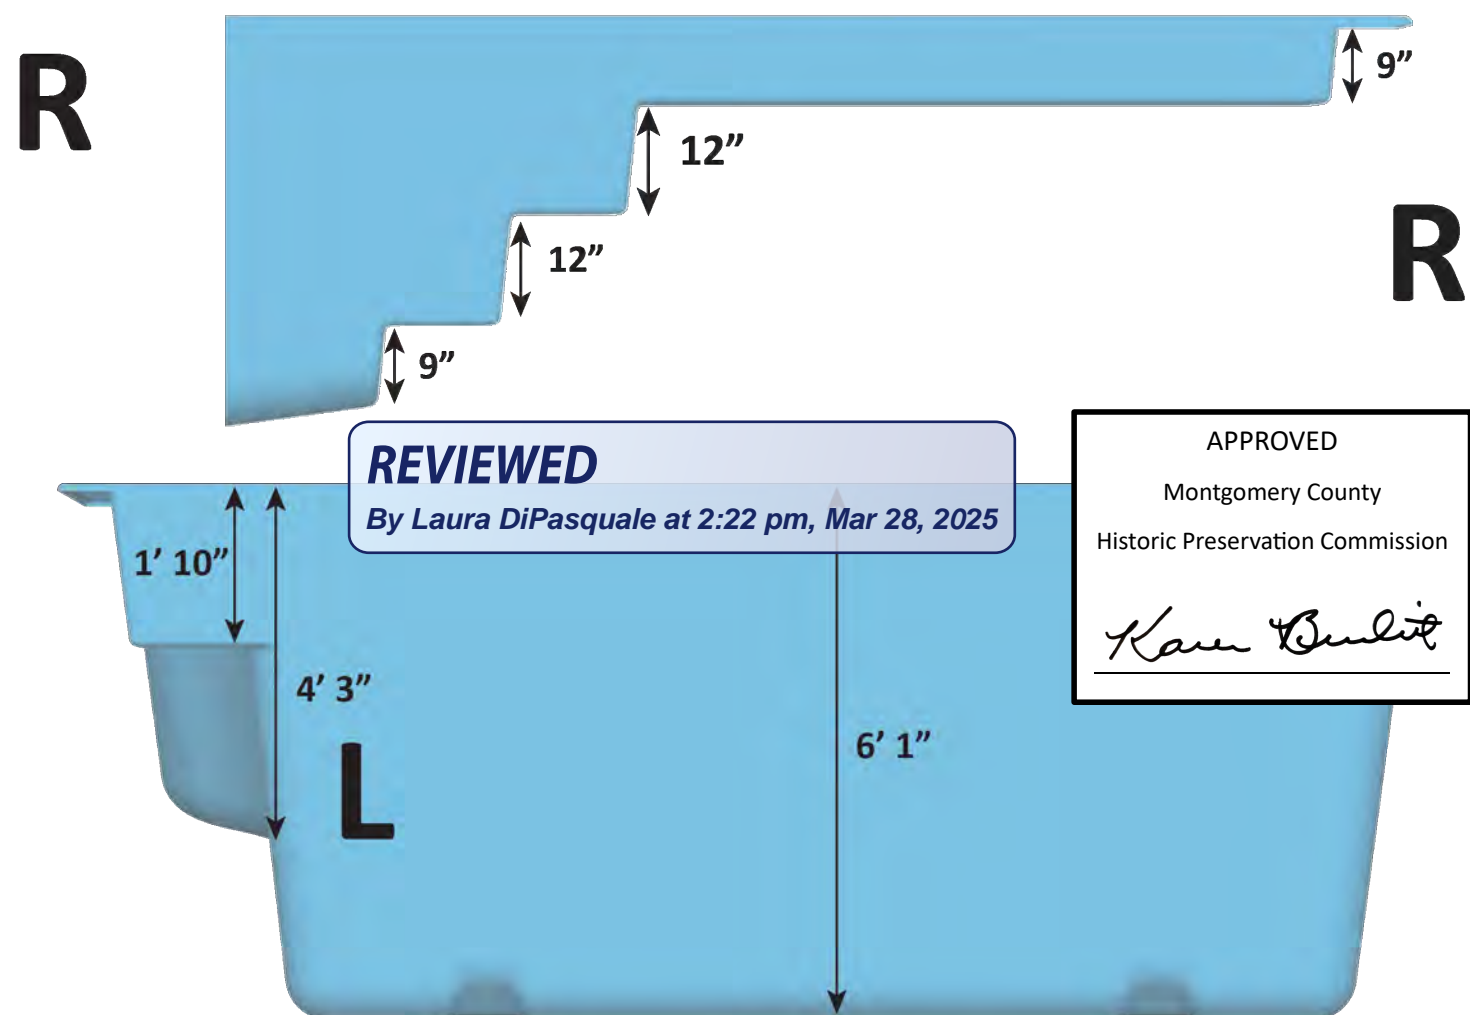 R
9”
12”
R
12”
9”
REVIEWED
By Laura DiPasquale at 2:22 pm, Mar 28, 2025
APPROVED
Montgomery County
Historic Preservation Commission
1’ 10”
4’ 3”
6’ 1”
L